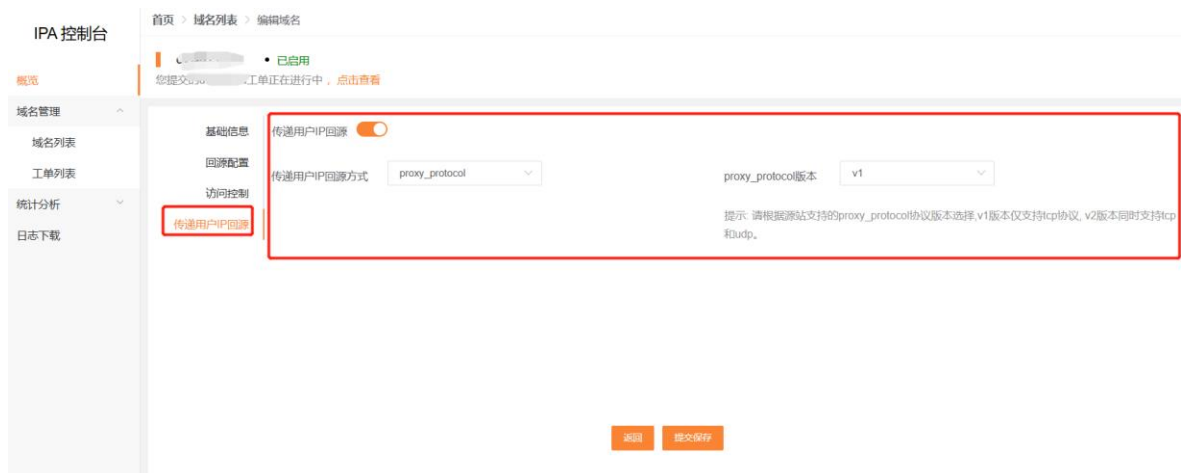 IPA 控制台
首页 > 域名列表 > 编辑域名
• 已启用
您提交的 工单正在进行中，点击查看
概览
域名管理
域名列表
工单列表
统计分析
日志下载
基础信息
回源配置
访问控制
传递用户IP回源
传递用户IP回源
传递用户IP回源方式 proxy_protocol
proxy_protocol版本 v1
提示: 请根据源站支持的proxy_protocol协议版本选择,v1版本仅支持tcp协议, v2版本同时支持tcp
和udp。
返回 提交保存